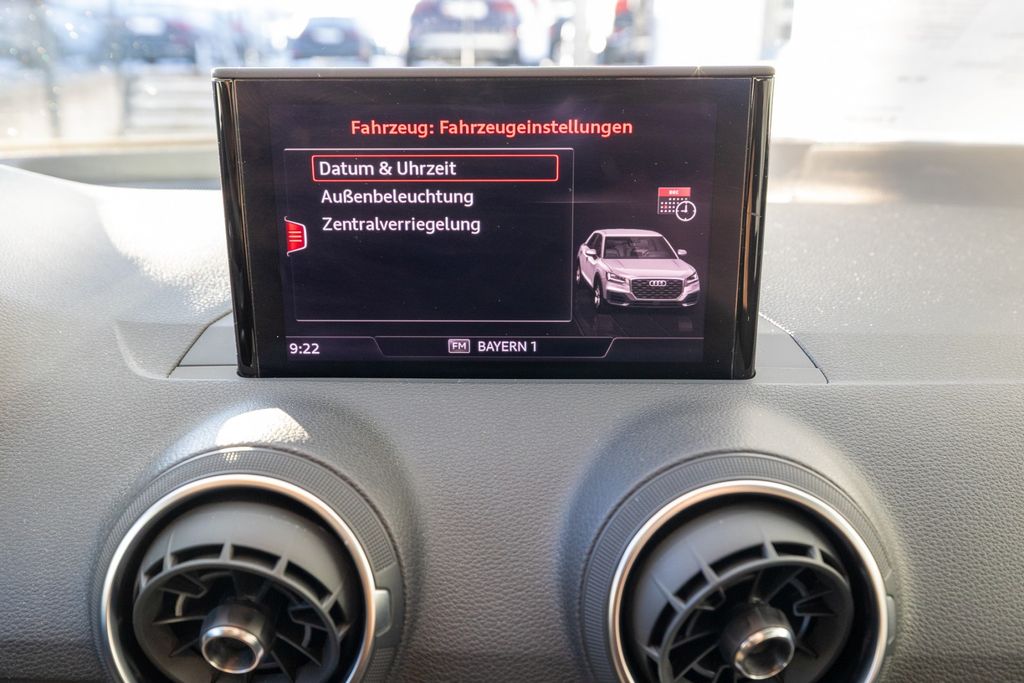 Fahrzeug: Fahrzeugeinstellungen
Datum & Uhrzeit
Außenbeleuchtung
Zentralverriegelung
9:22
FM BAYERN 1